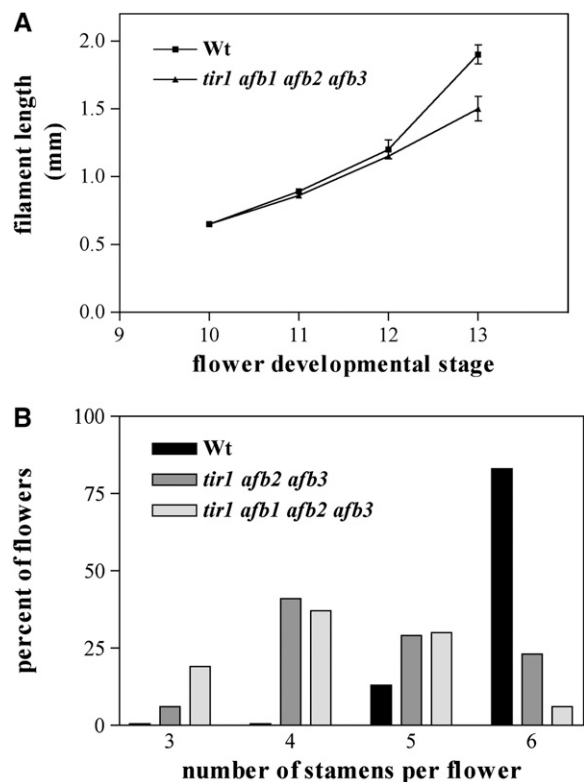 A
Wt
tir1 afb1 afb2 afb3
filament length
(mm)
2.0
1.5
1.0
0.5
0.0
9 10 11 12 13
flower developmental stage
B
Wt
tir1 afb2 afb3
tir1 afb1 afb2 afb3
percent of flowers
100
75
50
25
0
3 4 5 6
number of stamens per flower